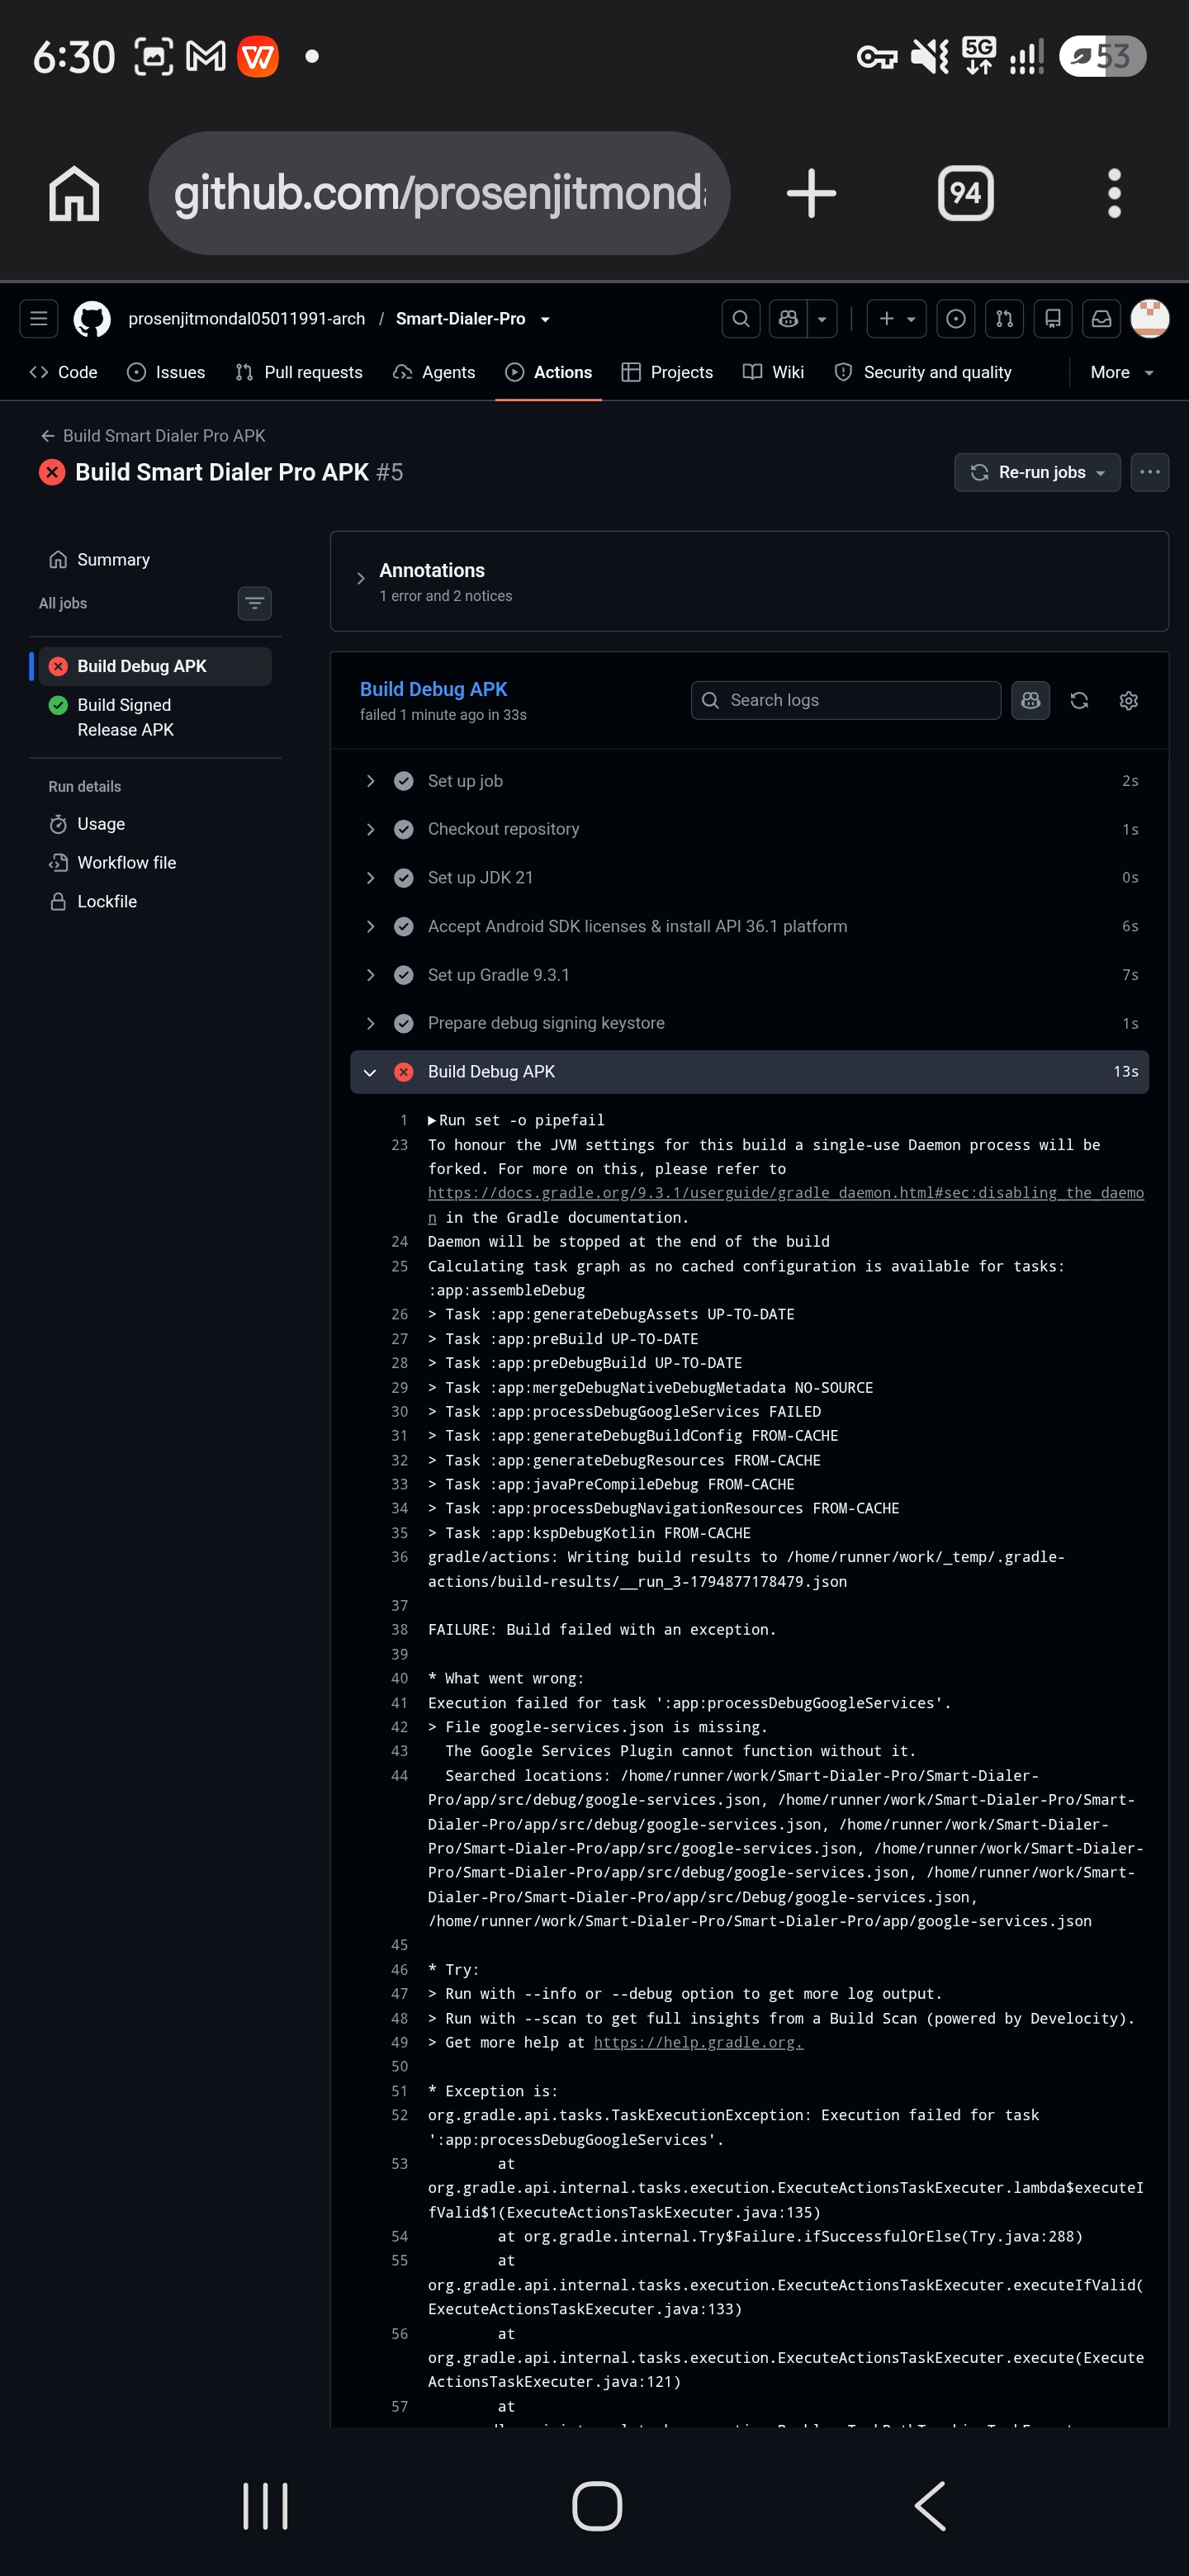 6:30
5G
53
github.com/prosenjitmond
94
prosenjitmondal05011991-arch / Smart-Dialer-Pro
Code
Issues
Pull requests
Agents
Actions
Projects
Wiki
Security and quality
More
Build Smart Dialer Pro APK
Build Smart Dialer Pro APK #5
Re-run jobs
Summary
All jobs
Build Debug APK
Build Signed
Release APK
Run details
Usage
Workflow file
Lockfile
Annotations
1 error and 2 notices
Build Debug APK
failed 1 minute ago in 33s
Search logs
Set up job 2s
Checkout repository 1s
Set up JDK 21 0s
Accept Android SDK licenses & install API 36.1 platform 6s
Set up Gradle 9.3.1 7s
Prepare debug signing keystore 1s
Build Debug APK 13s
1 ▶Run set -o pipefail
23 To honour the JVM settings for this build a single-use Daemon process will be
forked. For more on this, please refer to
https://docs.gradle.org/9.3.1/userguide/gradle_daemon.html#sec:disabling_the_daemo
n in the Gradle documentation.
24 Daemon will be stopped at the end of the build
25 Calculating task graph as no cached configuration is available for tasks:
:app:assembleDebug
26 > Task :app:generateDebugAssets UP-TO-DATE
27 > Task :app:preBuild UP-TO-DATE
28 > Task :app:preDebugBuild UP-TO-DATE
29 > Task :app:mergeDebugNativeDebugMetadata NO-SOURCE
30 > Task :app:processDebugGoogleServices FAILED
31 > Task :app:generateDebugBuildConfig FROM-CACHE
32 > Task :app:generateDebugResources FROM-CACHE
33 > Task :app:javaPreCompileDebug FROM-CACHE
34 > Task :app:processDebugNavigationResources FROM-CACHE
35 > Task :app:kspDebugKotlin FROM-CACHE
36 gradle/actions: Writing build results to /home/runner/work/_temp/.gradle-
actions/build-results/__run_3-1794877178479.json
37
38 FAILURE: Build failed with an exception.
39
40 * What went wrong:
41 Execution failed for task ':app:processDebugGoogleServices'.
42 > File google-services.json is missing.
43 The Google Services Plugin cannot function without it.
44 Searched locations: /home/runner/work/Smart-Dialer-Pro/Smart-Dialer-
Pro/app/src/debug/google-services.json, /home/runner/work/Smart-Dialer-Pro/Smart-
Dialer-Pro/app/src/debug/google-services.json, /home/runner/work/Smart-Dialer-
Pro/Smart-Dialer-Pro/app/src/google-services.json, /home/runner/work/Smart-Dialer-
Pro/Smart-Dialer-Pro/app/src/debug/google-services.json, /home/runner/work/Smart-
Dialer-Pro/Smart-Dialer-Pro/app/src/Debug/google-services.json,
/home/runner/work/Smart-Dialer-Pro/Smart-Dialer-Pro/app/google-services.json
45
46 * Try:
47 > Run with --info or --debug option to get more log output.
48 > Run with --scan to get full insights from a Build Scan (powered by Develocity).
49 > Get more help at https://help.gradle.org.
50
51 * Exception is:
52 org.gradle.api.tasks.TaskExecutionException: Execution failed for task
':app:processDebugGoogleServices'.
53 at
org.gradle.api.internal.tasks.execution.ExecuteActionsTaskExecuter.lambda$executeI
fValid$1(ExecuteActionsTaskExecuter.java:135)
54 at org.gradle.internal.Try$Failure.ifSuccessfulOrElse(Try.java:288)
55 at
org.gradle.api.internal.tasks.execution.ExecuteActionsTaskExecuter.executeIfValid(
ExecuteActionsTaskExecuter.java:133)
56 at
org.gradle.api.internal.tasks.execution.ExecuteActionsTaskExecuter.execute(Execute
ActionsTaskExecuter.java:121)
57 at